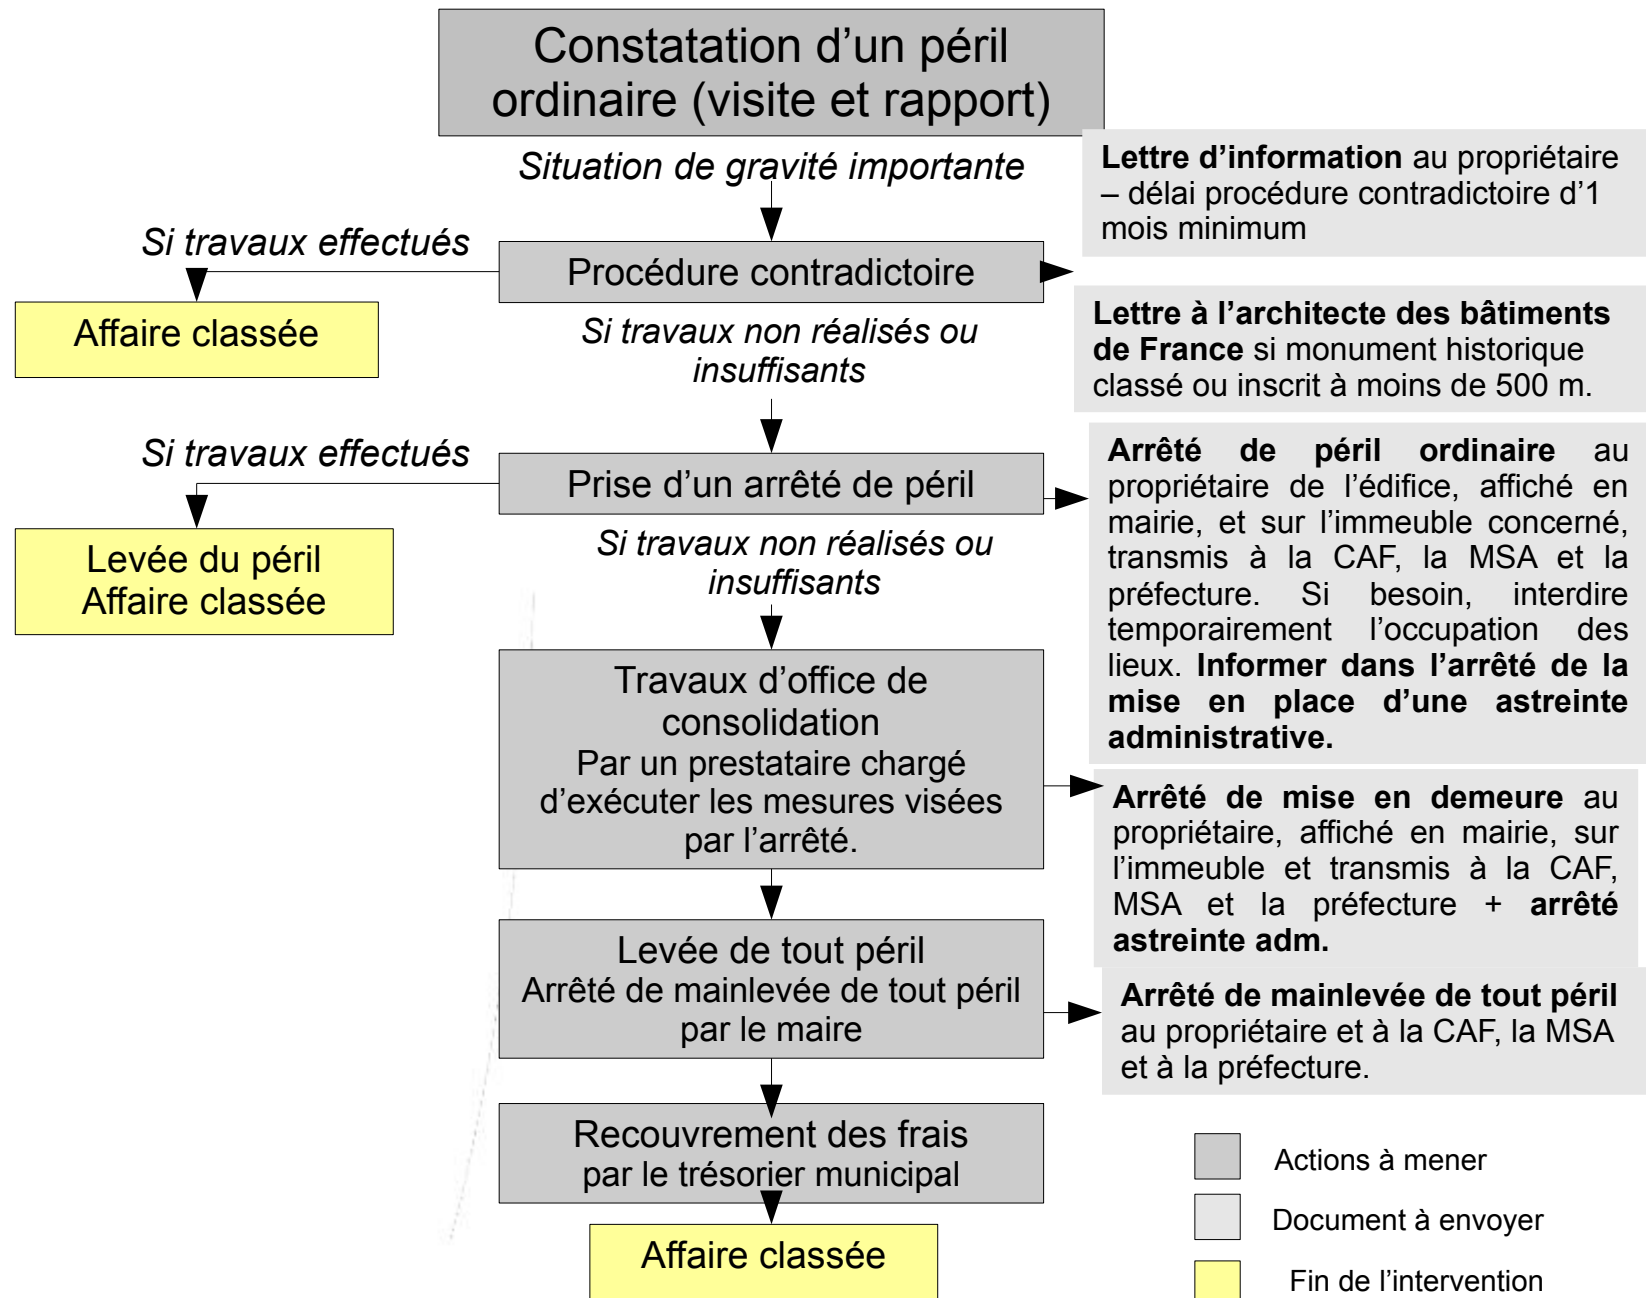 Constatation d’un péril
ordinaire (visite et rapport)
Situation de gravité importante
Lettre d’information au propriétaire
– délai procédure contradictoire d’1
mois minimum
Si travaux effectués
Procédure contradictoire
Affaire classée
Lettre à l’architecte des bâtiments
de France si monument historique
classé ou inscrit à moins de 500 m.
Si travaux non réalisés ou
insuffisants
Si travaux effectués
Prise d’un arrêté de péril
Arrêté de péril ordinaire au
propriétaire de l’édifice, affiché en
mairie, et sur l’immeuble concerné,
transmis à la CAF, la MSA et la
préfecture. Si besoin, interdire
temporairement l’occupation des
lieux. Informer dans l’arrêté de la
mise en place d’une astreinte
administrative.
Levée du péril
Affaire classée
Si travaux non réalisés ou
insuffisants
Travaux d’office de
consolidation
Par un prestataire chargé
d’exécuter les mesures visées
par l’arrêté.
Arrêté de mise en demeure au
propriétaire, affiché en mairie, sur
l’immeuble et transmis à la CAF,
MSA et la préfecture + arrêté
astreinte adm.
Levée de tout péril
Arrêté de mainlevée de tout péril
par le maire
Arrêté de mainlevée de tout péril
au propriétaire et à la CAF, la MSA
et à la préfecture.
Recouvrement des frais
par le trésorier municipal
Affaire classée
Actions à mener
Document à envoyer
Fin de l’intervention